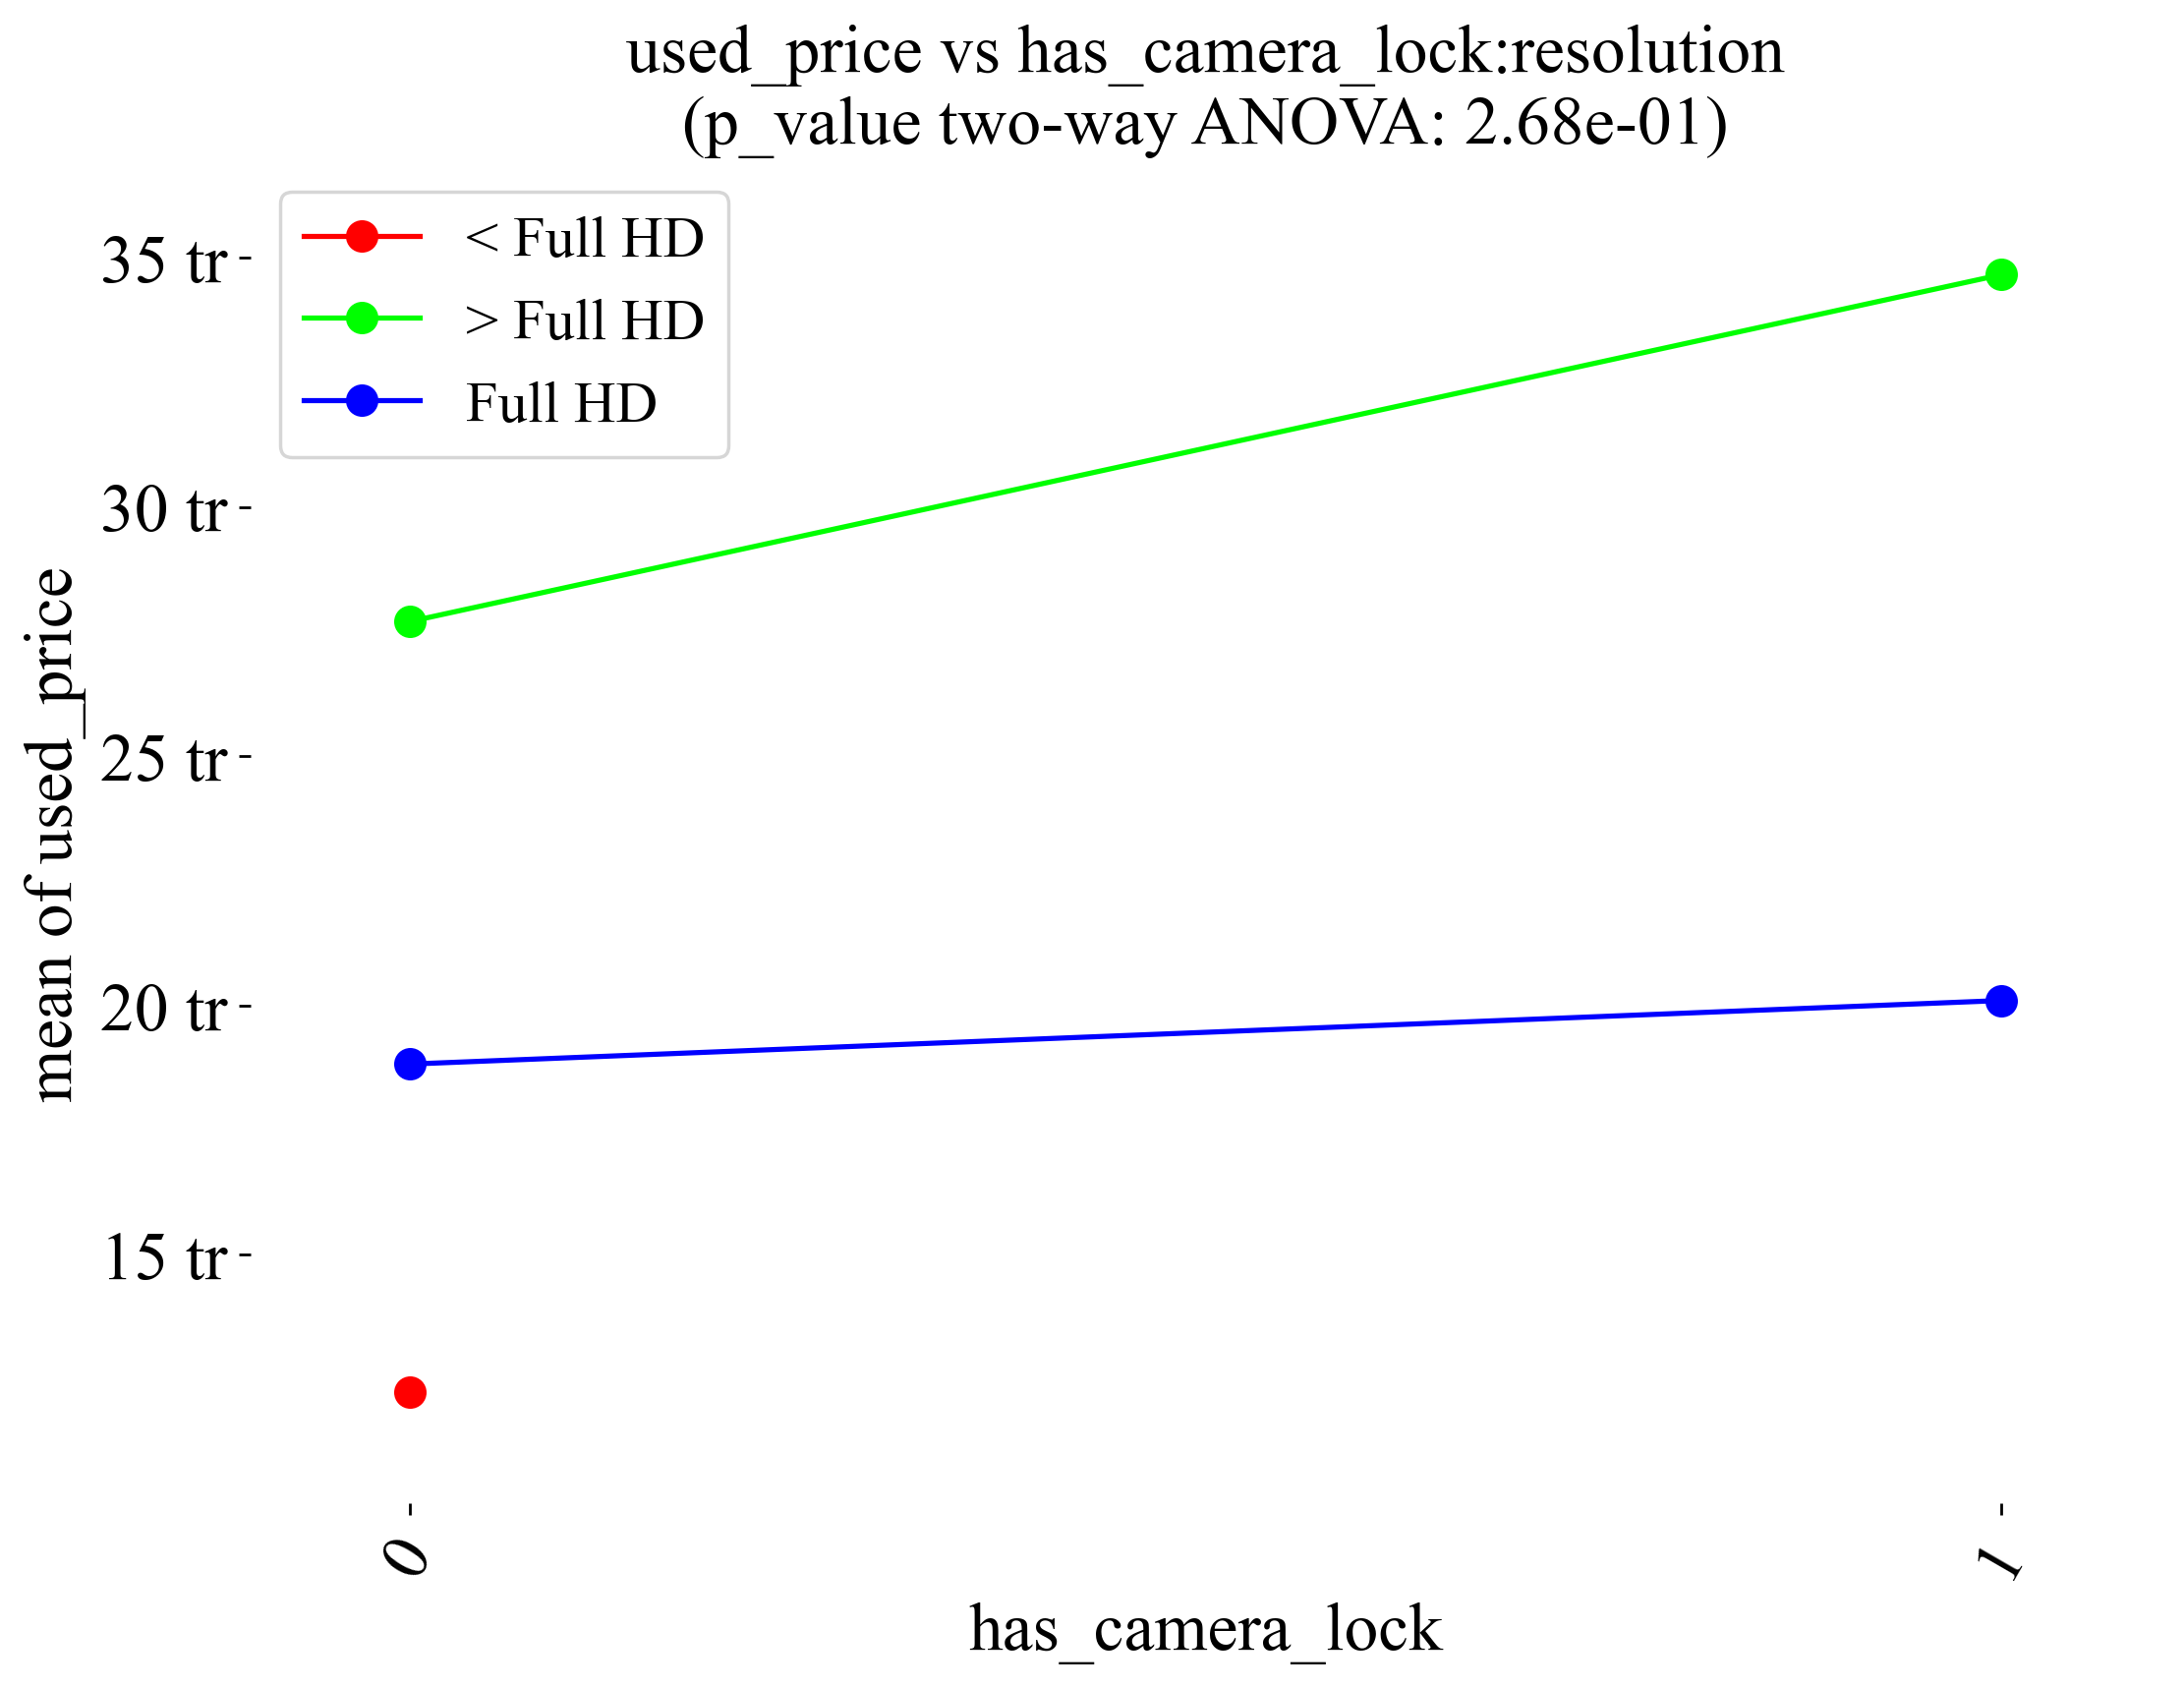 used_price vs has_camera_lock:resolution
(p_value two-way ANOVA: 2.68e-01)
< Full HD
> Full HD
Full HD
35 tr
30 tr
25 tr
20 tr
15 tr
mean of used_price
0
1
has_camera_lock